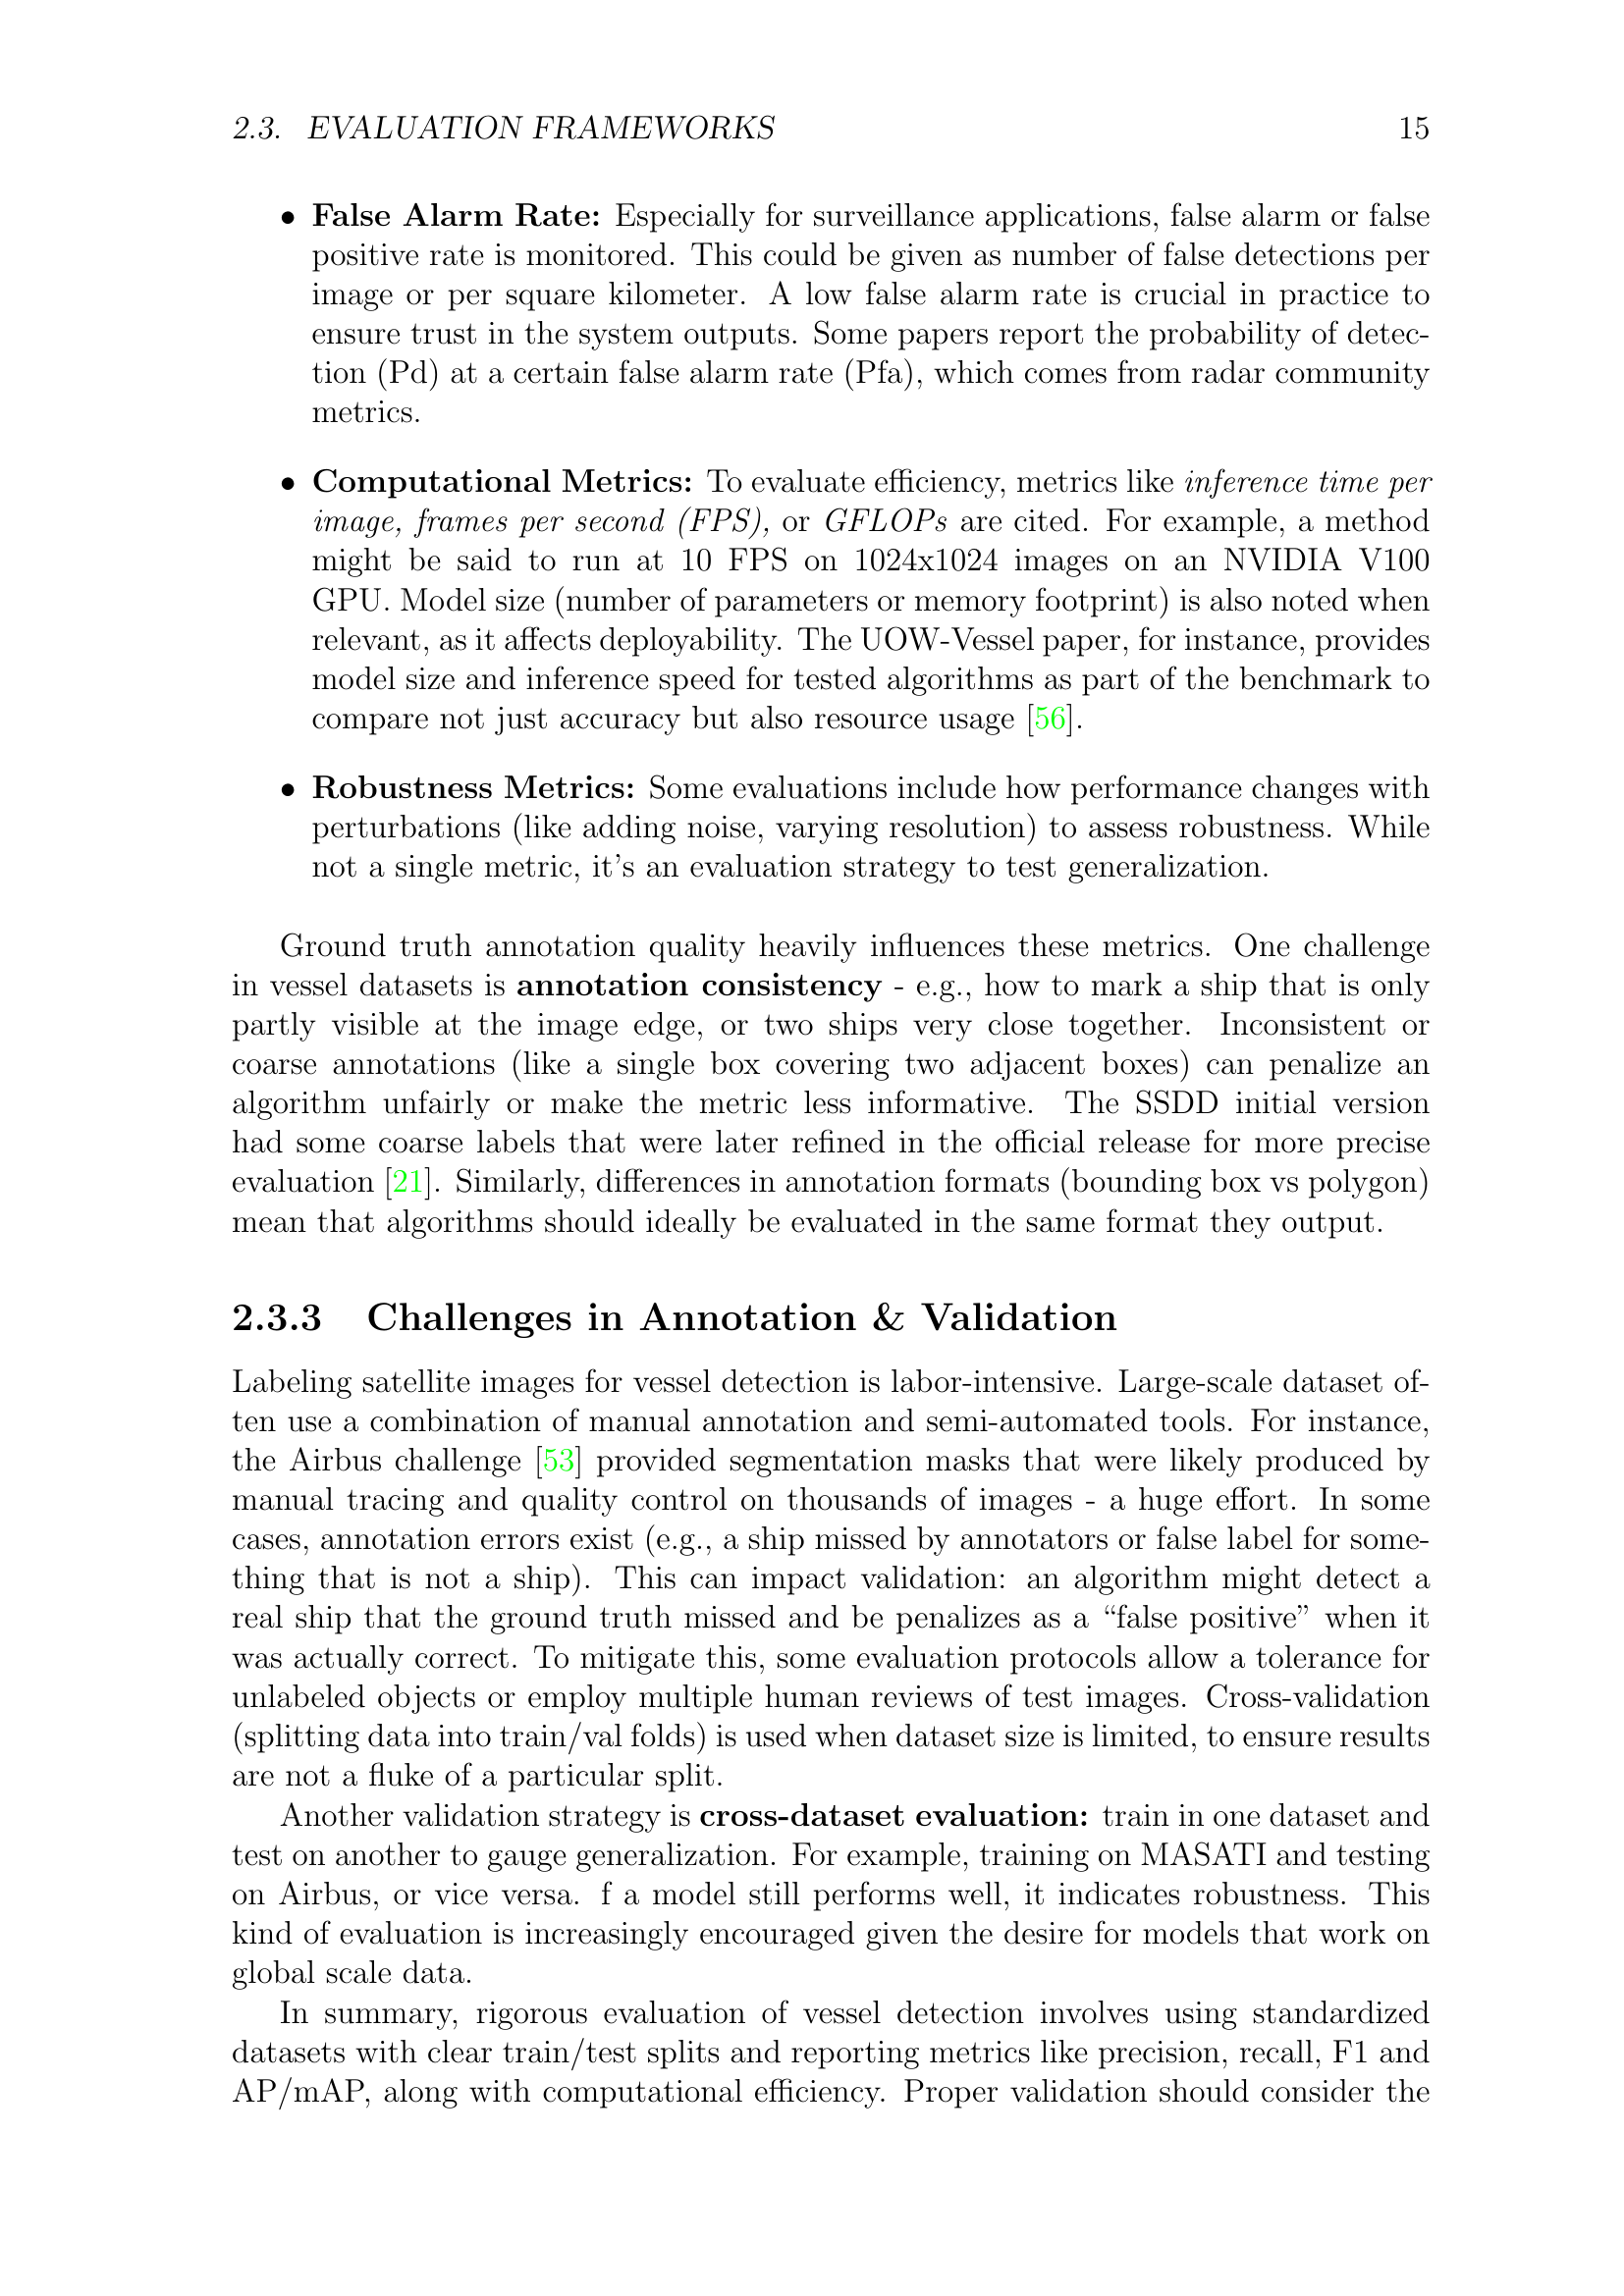 2.3. EVALUATION FRAMEWORKS 15
• False Alarm Rate: Especially for surveillance applications, false alarm or false
positive rate is monitored. This could be given as number of false detections per
image or per square kilometer. A low false alarm rate is crucial in practice to
ensure trust in the system outputs. Some papers report the probability of detec-
tion (Pd) at a certain false alarm rate (Pfa), which comes from radar community
metrics.
• Computational Metrics: To evaluate efficiency, metrics like inference time per
image, frames per second (FPS), or GFLOPs are cited. For example, a method
might be said to run at 10 FPS on 1024x1024 images on an NVIDIA V100
GPU. Model size (number of parameters or memory footprint) is also noted when
relevant, as it affects deployability. The UOW-Vessel paper, for instance, provides
model size and inference speed for tested algorithms as part of the benchmark to
compare not just accuracy but also resource usage [56].
• Robustness Metrics: Some evaluations include how performance changes with
perturbations (like adding noise, varying resolution) to assess robustness. While
not a single metric, it's an evaluation strategy to test generalization.
Ground truth annotation quality heavily influences these metrics. One challenge
in vessel datasets is annotation consistency - e.g., how to mark a ship that is only
partly visible at the image edge, or two ships very close together. Inconsistent or
coarse annotations (like a single box covering two adjacent boxes) can penalize an
algorithm unfairly or make the metric less informative. The SSDD initial version
had some coarse labels that were later refined in the official release for more precise
evaluation [21]. Similarly, differences in annotation formats (bounding box vs polygon)
mean that algorithms should ideally be evaluated in the same format they output.
2.3.3 Challenges in Annotation & Validation
Labeling satellite images for vessel detection is labor-intensive. Large-scale dataset of-
ten use a combination of manual annotation and semi-automated tools. For instance,
the Airbus challenge [53] provided segmentation masks that were likely produced by
manual tracing and quality control on thousands of images - a huge effort. In some
cases, annotation errors exist (e.g., a ship missed by annotators or false label for some-
thing that is not a ship). This can impact validation: an algorithm might detect a
real ship that the ground truth missed and be penalizes as a “false positive” when it
was actually correct. To mitigate this, some evaluation protocols allow a tolerance for
unlabeled objects or employ multiple human reviews of test images. Cross-validation
(splitting data into train/val folds) is used when dataset size is limited, to ensure results
are not a fluke of a particular split.
Another validation strategy is cross-dataset evaluation: train in one dataset and
test on another to gauge generalization. For example, training on MASATI and testing
on Airbus, or vice versa. f a model still performs well, it indicates robustness. This
kind of evaluation is increasingly encouraged given the desire for models that work on
global scale data.
In summary, rigorous evaluation of vessel detection involves using standardized
datasets with clear train/test splits and reporting metrics like precision, recall, F1 and
AP/mAP, along with computational efficiency. Proper validation should consider the